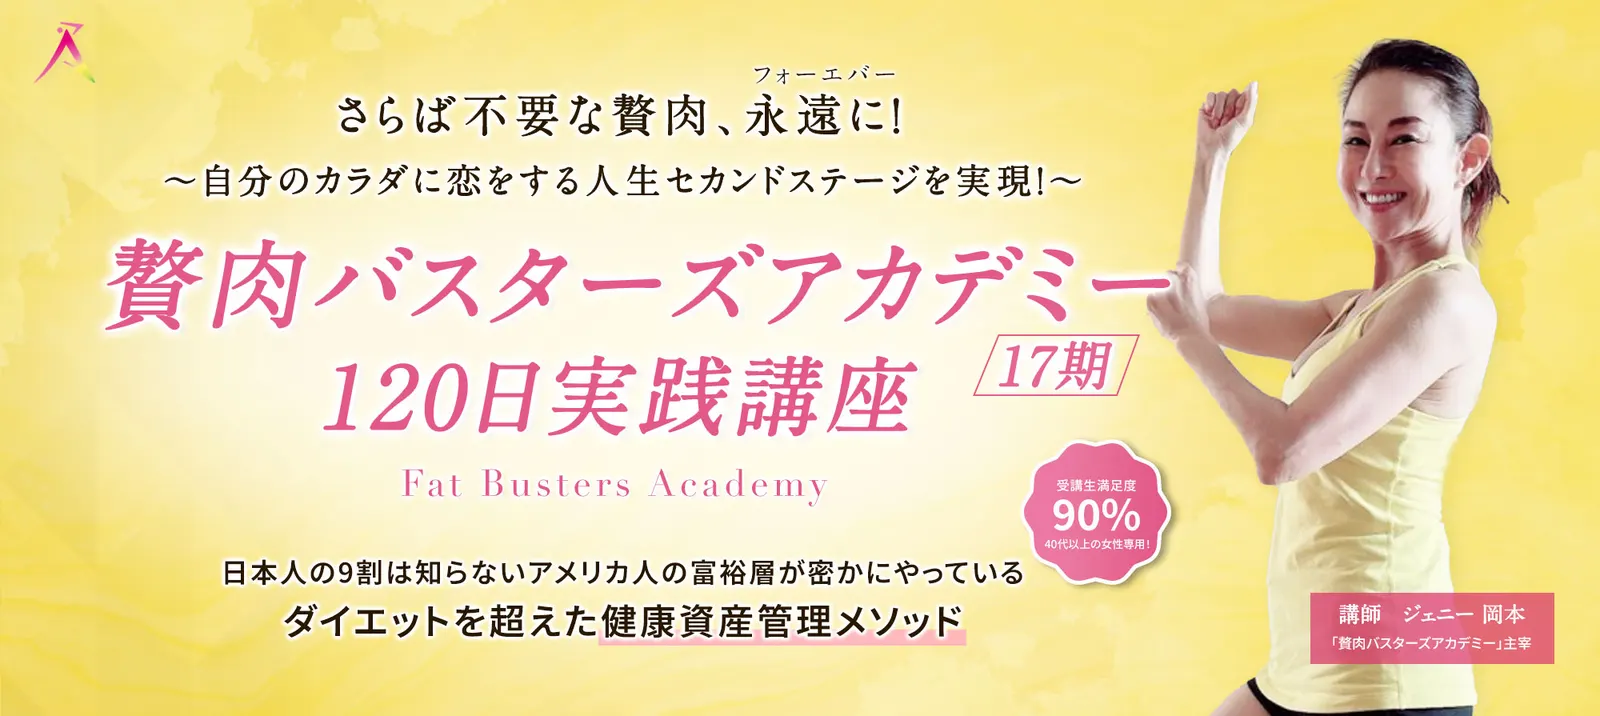 フォーエバー
さらば不要な贅肉、永遠に!
～自分のカラダに恋をする人生セカンドステージを実現!～
贅肉バスターズアカデミー
120日実践講座
17期
Fat Busters Academy
受講生満足度
90%
40代以上の女性専用!
日本人の9割は知らないアメリカ人の富裕層が密かにやっている
ダイエットを超えた健康資産管理メソッド
講師 ジェニー 岡本
「贅肉バスターズアカデミー」主宰